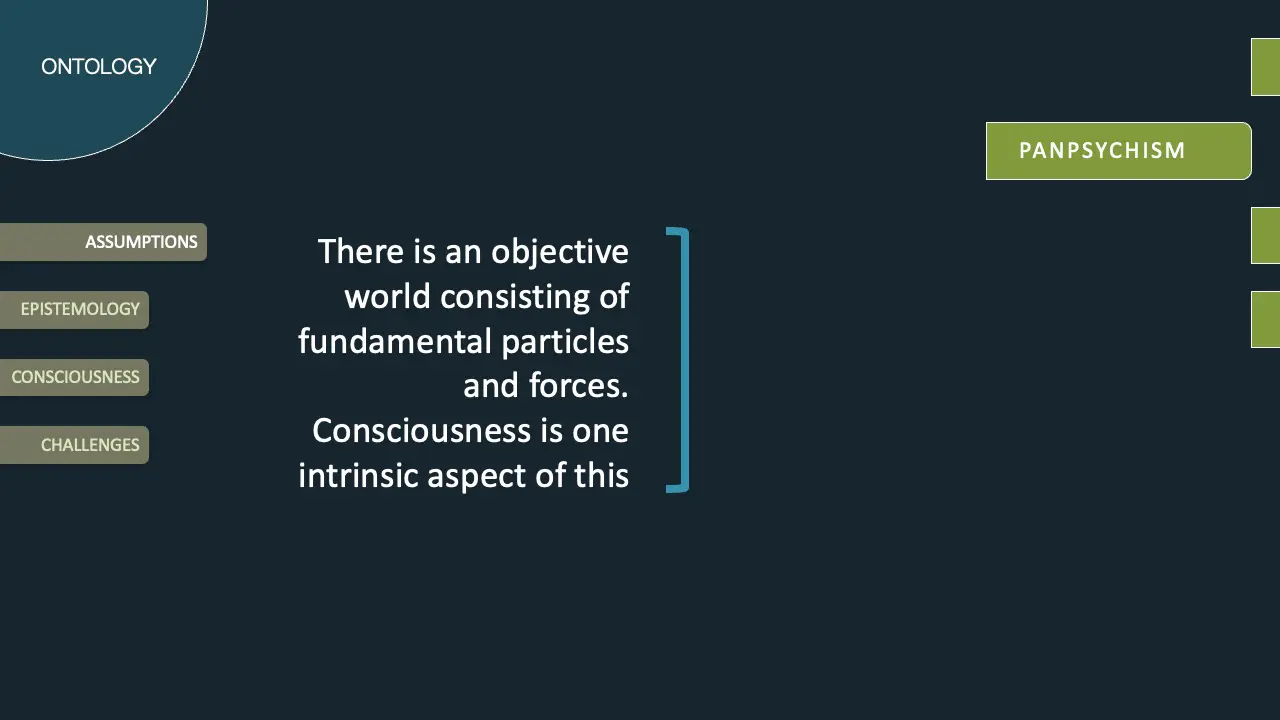 ONTOLOGY
PANPSYCHISM
ASSUMPTIONS
EPISTEMOLOGY
CONSCIOUSNESS
CHALLENGES
There is an objective
world consisting of
fundamental particles
and forces.
Consciousness is one
intrinsic aspect of this